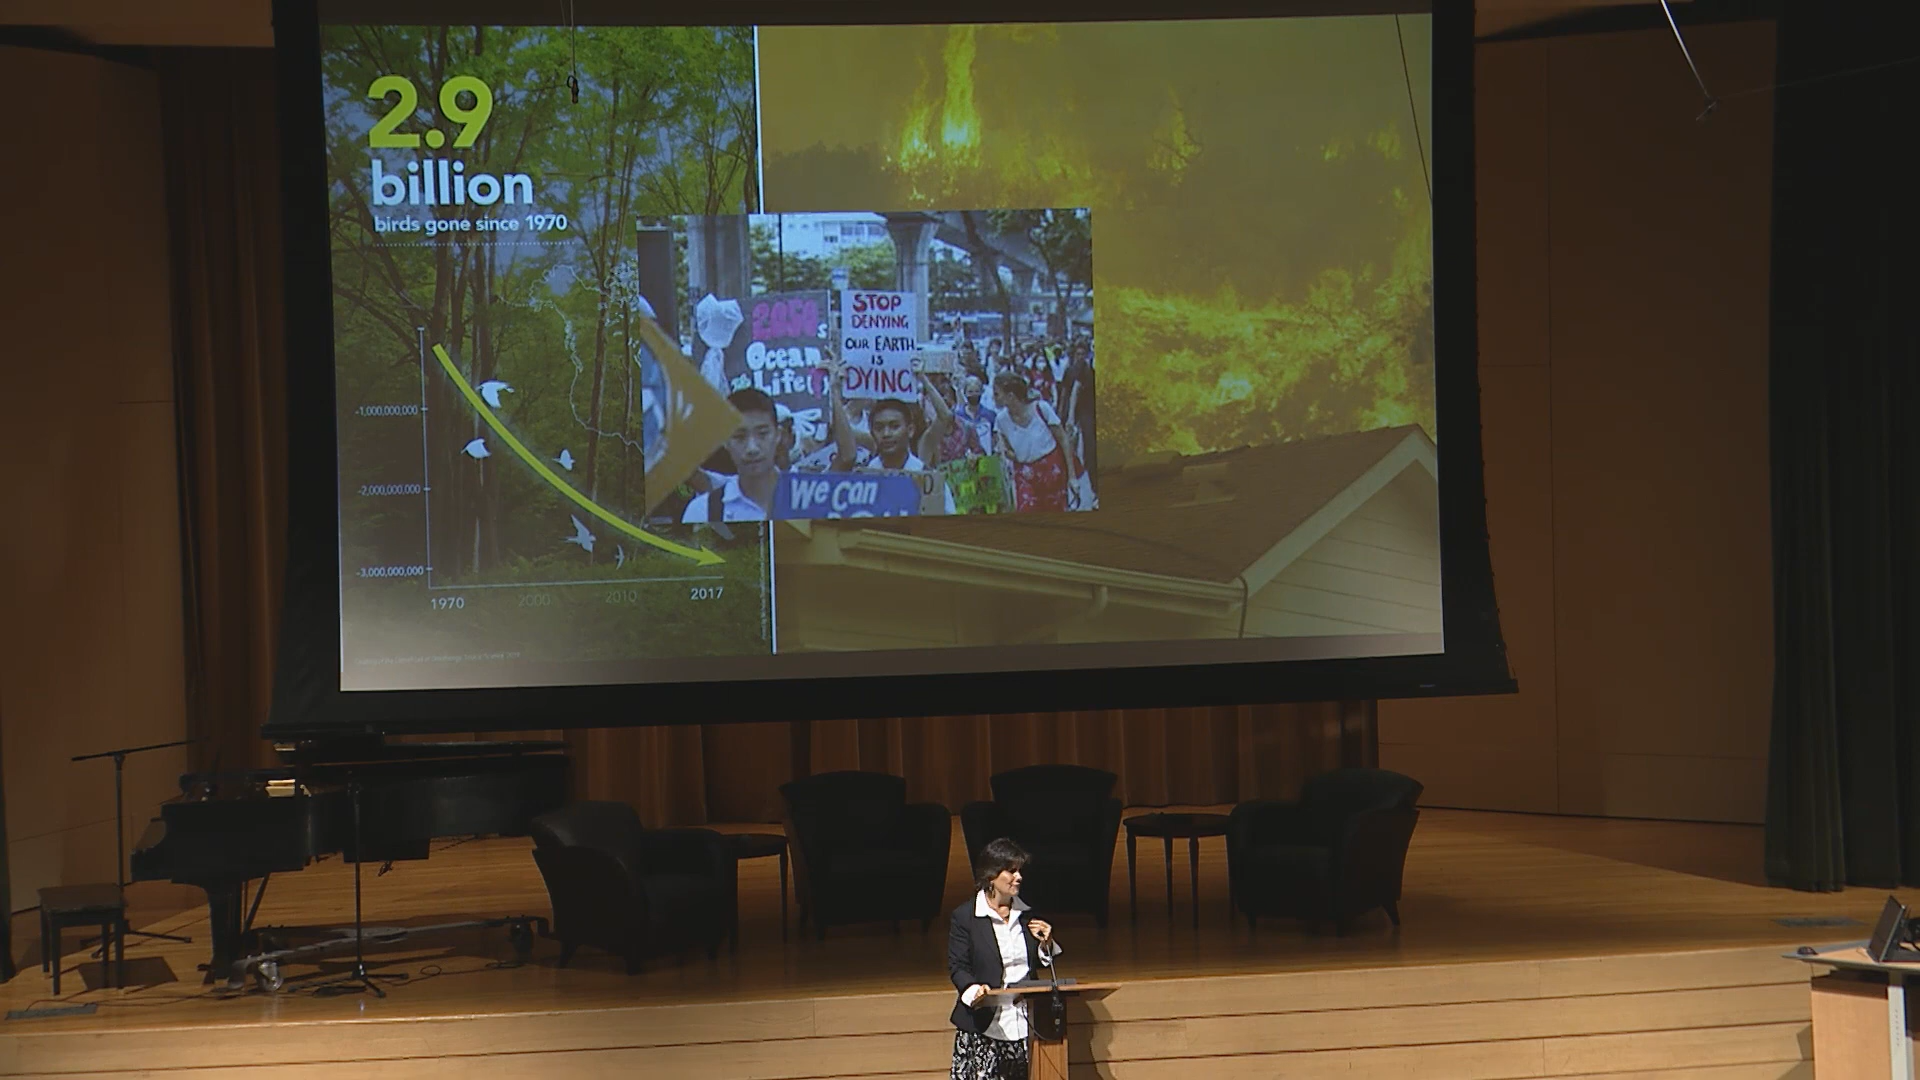 2.9
billion
birds gone since 1970
-1,000,000,000
-2,000,000,000
-3,000,000,000
1970 2000 2010 2017
2050s
Ocean
Life
STOP
DENYING
OUR EARTH
IS
DYING
We Can